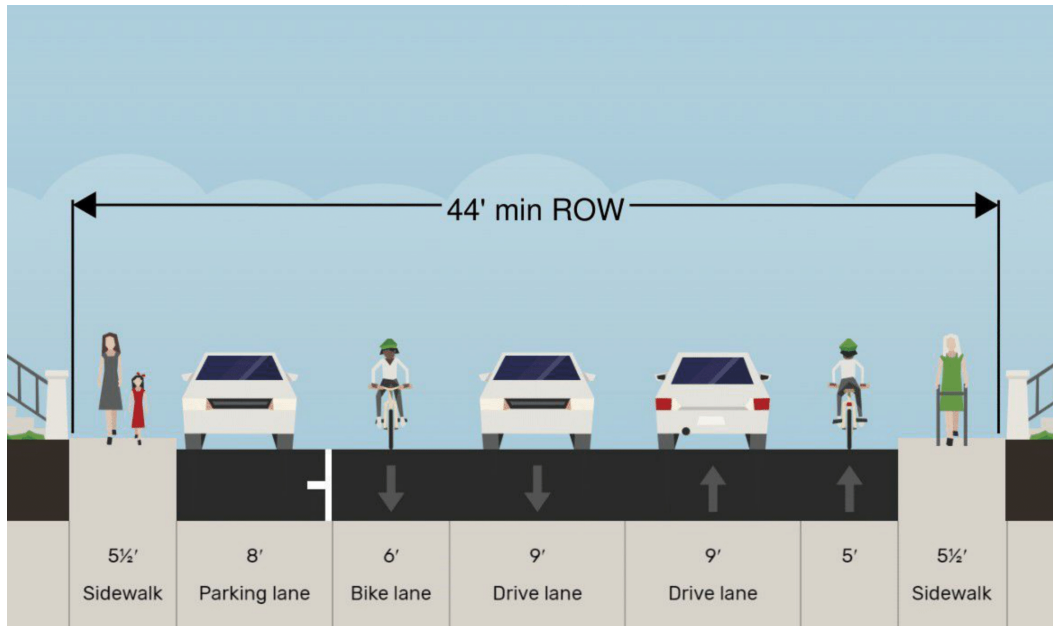 44' min ROW
5½′ 8′ 6′ 9′ 9′ 5′ 5½′
Sidewalk Parking lane Bike lane Drive lane Drive lane Sidewalk